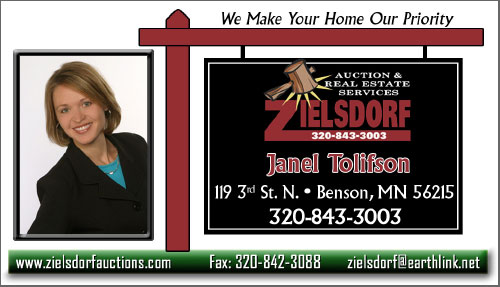 We Make Your Home Our Priority
AUCTION &
REAL ESTATE
SERVICES
ZIELSDORF
320-843-3003
Janel Tolifson
119 3rd St. N. • Benson, MN 56215
320-843-3003
www.zielsdorfauctions.com Fax: 320-842-3088 zielsdorf@earthlink.net